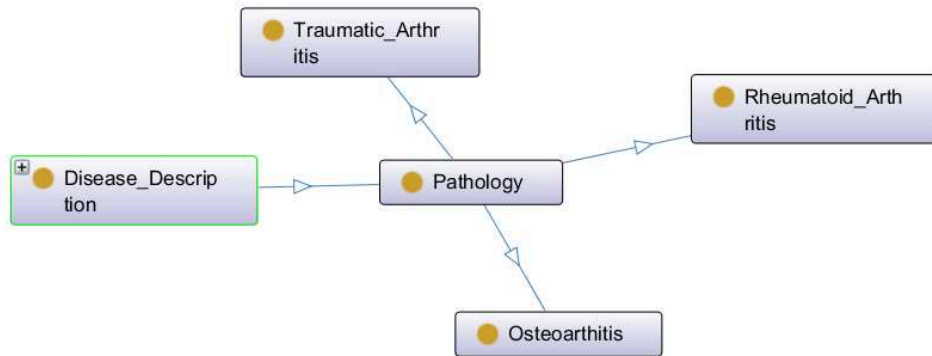 Traumatic_Arthr
itis
Rheumatoid_Arth
ritis
Disease_Descrip
tion
Pathology
Osteoarthitis